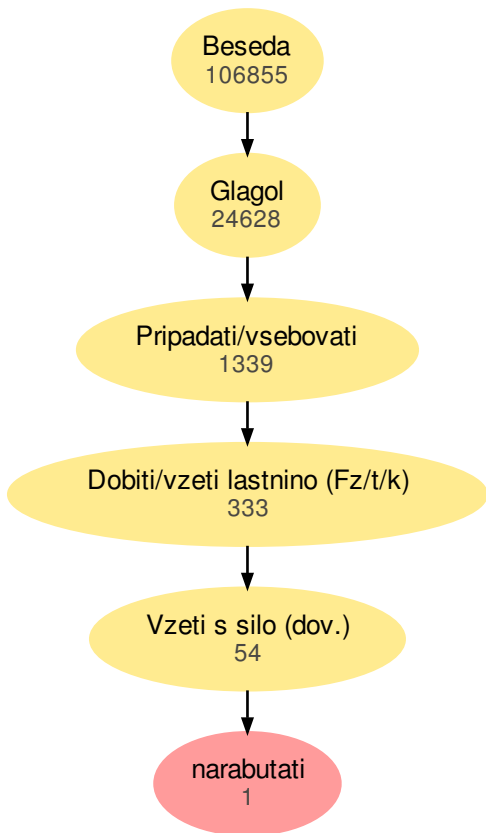 Beseda
106855
Glagol
24628
Pripadati/vsebovati
1339
Dobiti/vzeti lastnino (Fz/t/k)
333
Vzeti s silo (dov.)
54
narabutati
1